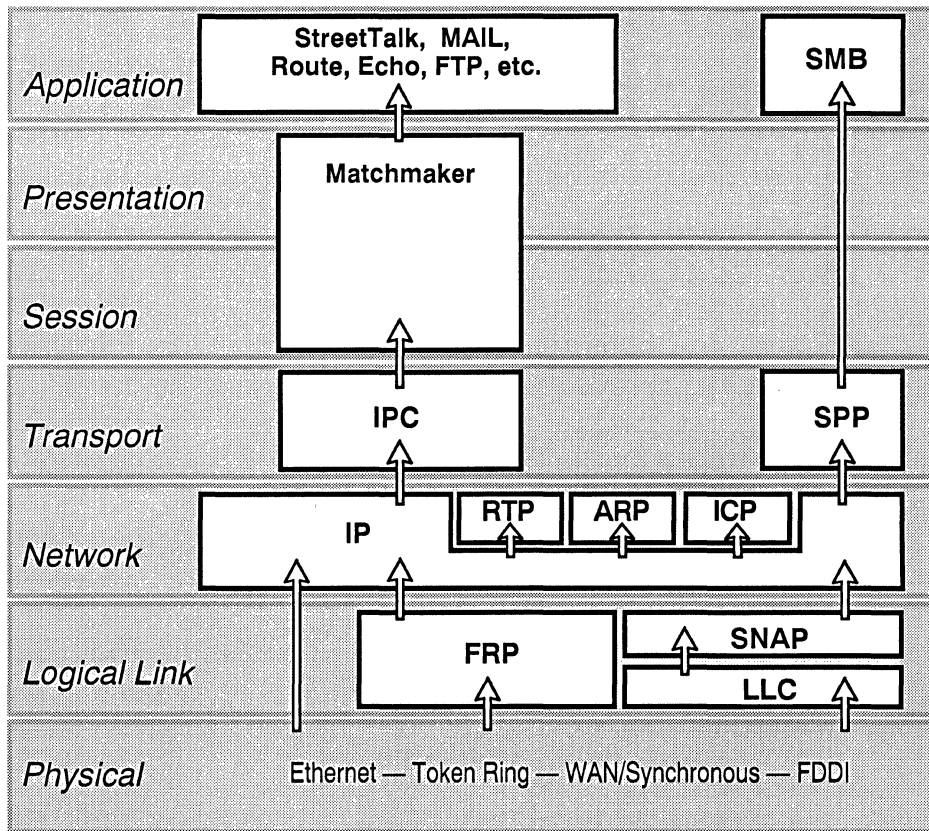 StreetTalk, MAIL,
Route, Echo, FTP, etc.
SMB
Application
Matchmaker
Presentation
Session
IPC
SPP
Transport
RTP
ARP
ICP
IP
Network
FRP
SNAP
LLC
Logical Link
Physical
Ethernet — Token Ring — WAN/Synchronous — FDDI